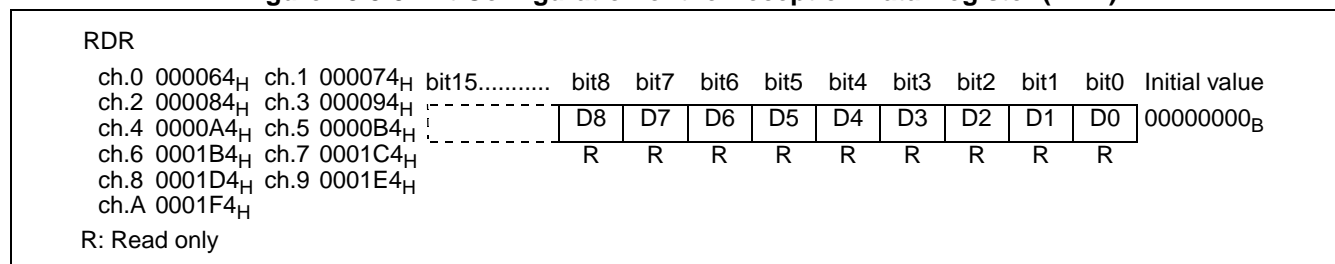 RDR
ch.0 000064H ch.1 000074H bit15........... bit8 bit7 bit6 bit5 bit4 bit3 bit2 bit1 bit0 Initial value
ch.2 000084H ch.3 000094H
D8 D7 D6 D5 D4 D3 D2 D1 D0 00000000B
ch.4 0000A4H ch.5 0000B4H
ch.6 0001B4H ch.7 0001C4H R R R R R R R R R
ch.8 0001D4H ch.9 0001E4H
ch.A 0001F4H
R: Read only